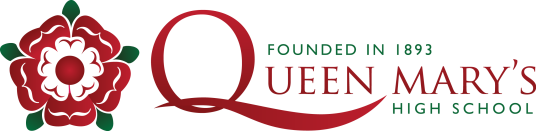 FOUNDED IN 1893
QUEEN MARY'S
HIGH SCHOOL